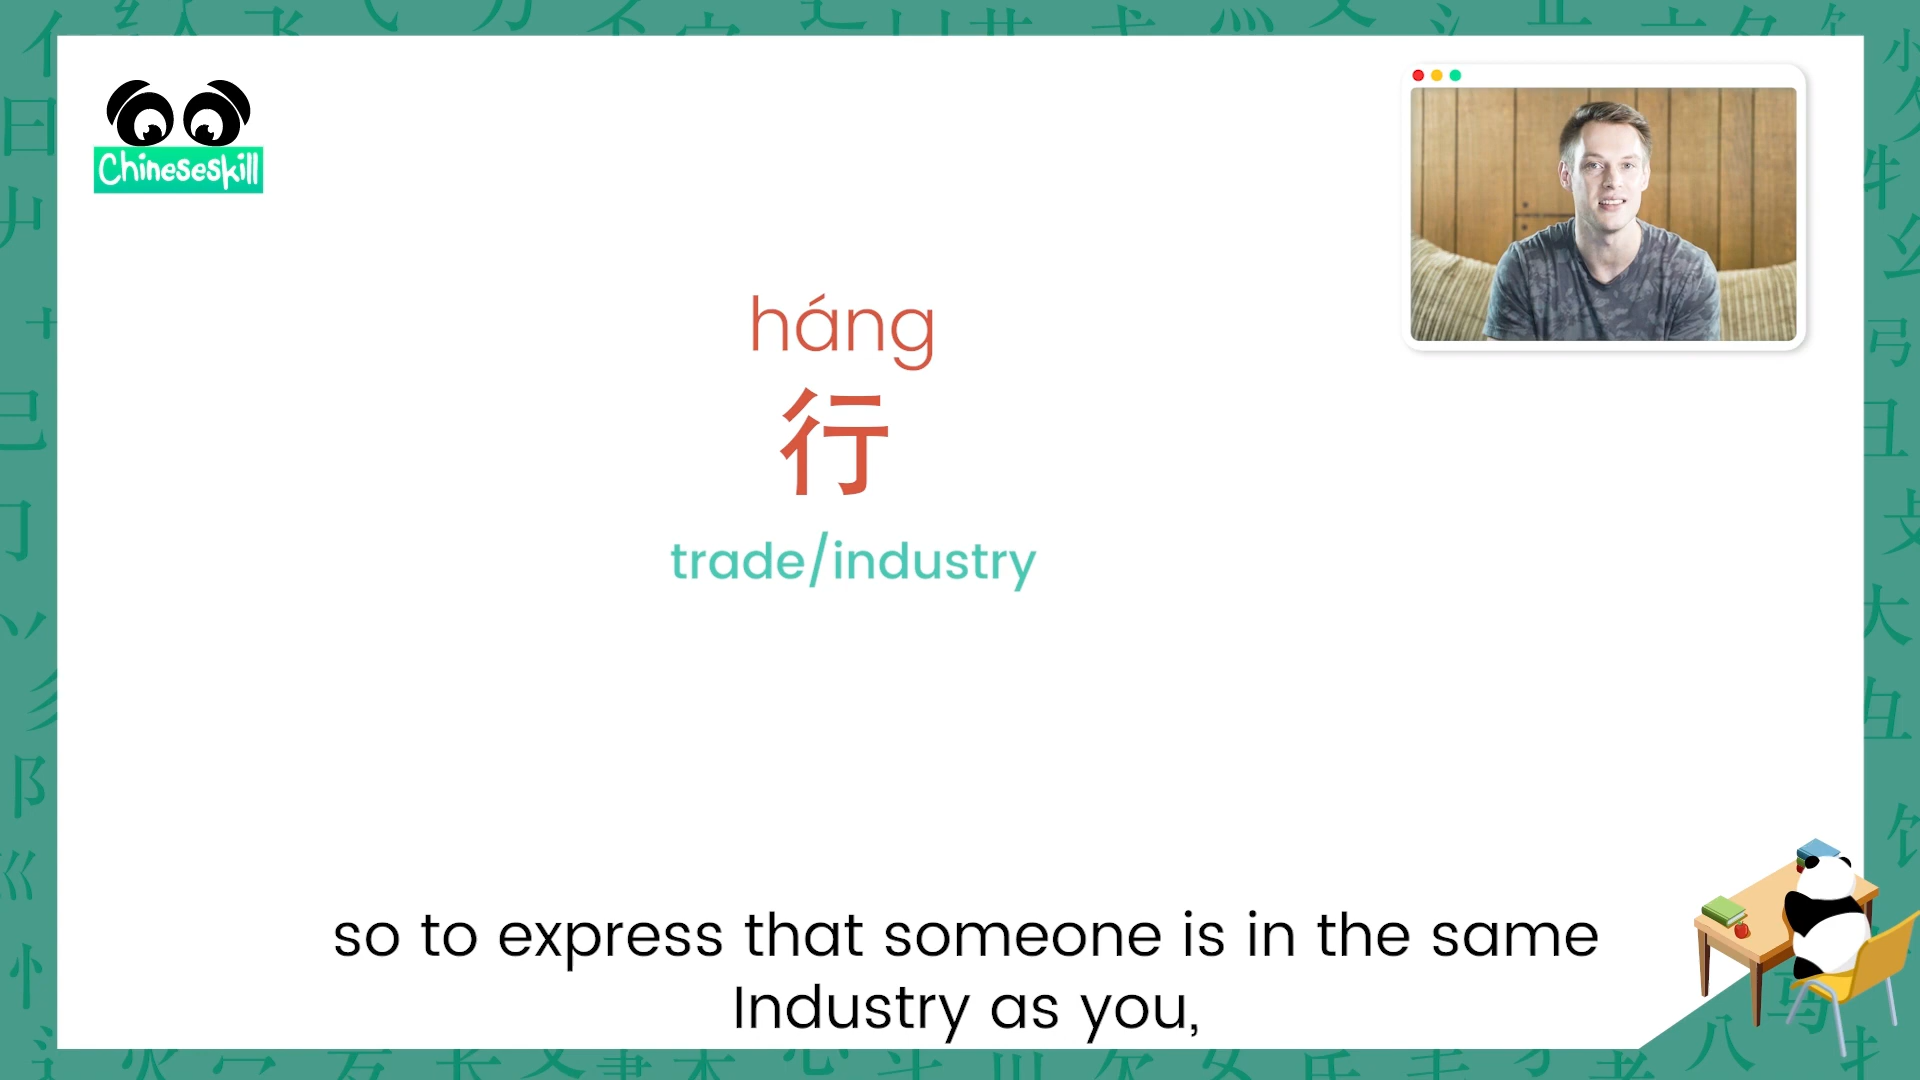 Chineseskill
háng
行
trade/industry
so to express that someone is in the same
Industry as you,